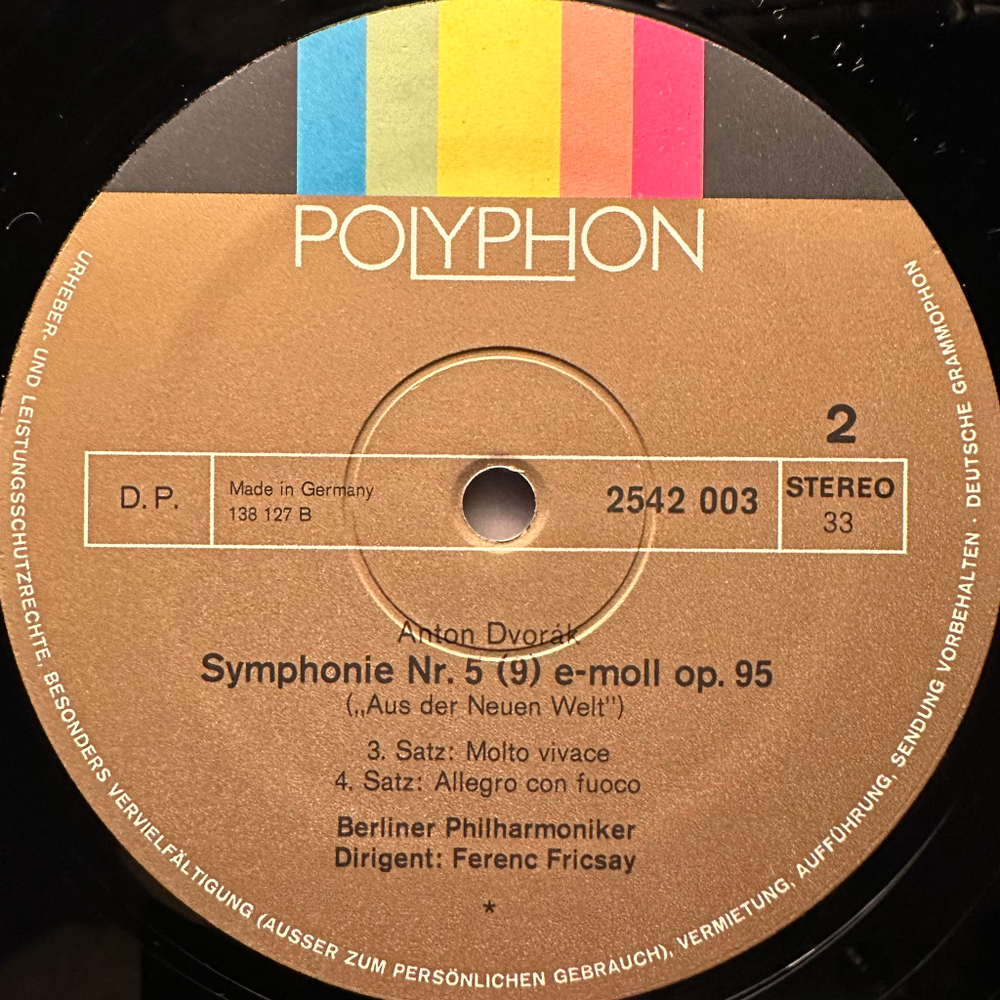 POLYPHON
2
D.P.
Made in Germany
138 127 B
2542 003
STEREO
33
Anton Dvorák
Symphonie Nr. 5 (9) e-moll op. 95
(„Aus der Neuen Welt")
3. Satz: Molto vivace
4. Satz: Allegro con fuoco
Berliner Philharmoniker
Dirigent: Ferenc Fricsay
*
URHEBER- UND LEISTUNGSSCHUTZRECHTE, BESONDERS VERVIELFÄLTIGUNG (AUSSER ZUM PERSÖNLICHEN GEBRAUCH), VERMIETUNG, AUFFÜHRUNG, SENDUNG VORBEHALTEN · DEUTSCHE GRAMMOPHON